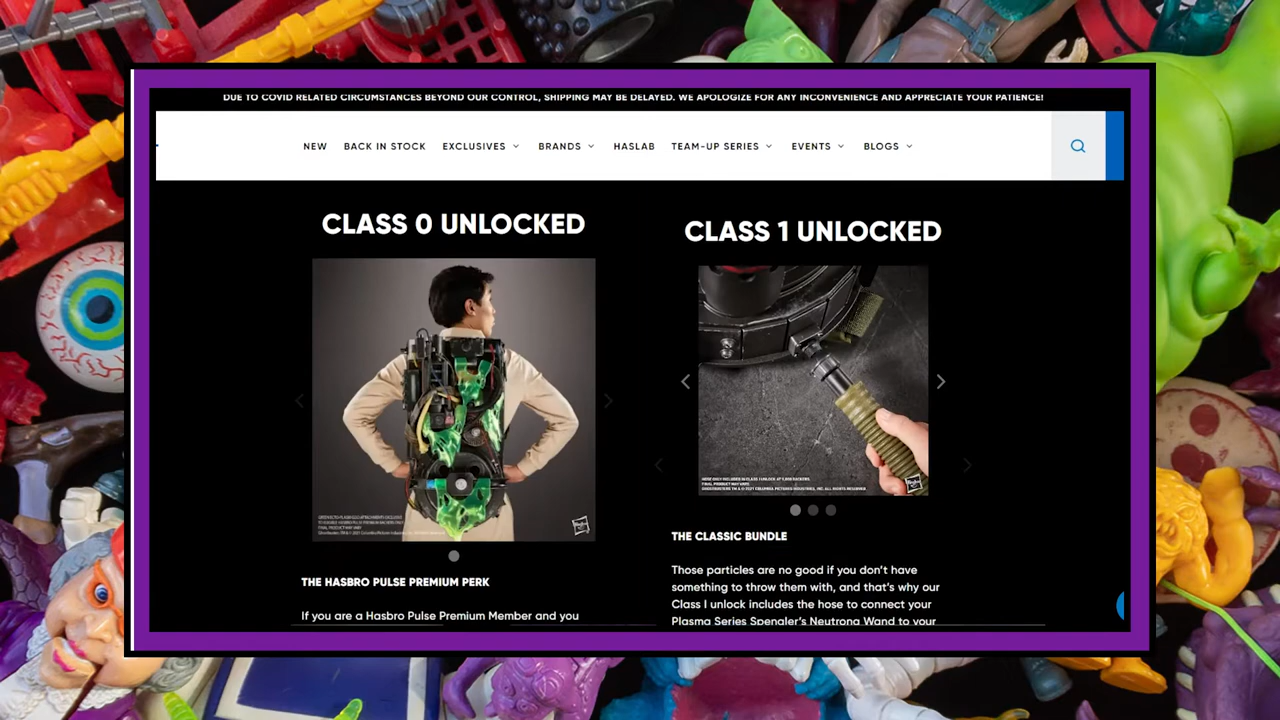 DUE TO COVID RELATED CIRCUMSTANCES BEYOND OUR CONTROL, SHIPPING MAY BE DELAYED. WE APOLOGIZE FOR ANY INCONVENIENCE AND APPRECIATE YOUR PATIENCE!
NEW BACK IN STOCK EXCLUSIVES BRANDS HASLAB TEAM-UP SERIES EVENTS BLOGS
CLASS 0 UNLOCKED
THE HASBRO PULSE PREMIUM PERK
If you are a Hasbro Pulse Premium Member and you
CLASS 1 UNLOCKED
Hasbro
THE CLASSIC BUNDLE
Those particles are no good if you don’t have
something to throw them with, and that’s why our
Class I unlock includes the hose to connect your
Plasma Series Spengler’s Neutrona Wand to your